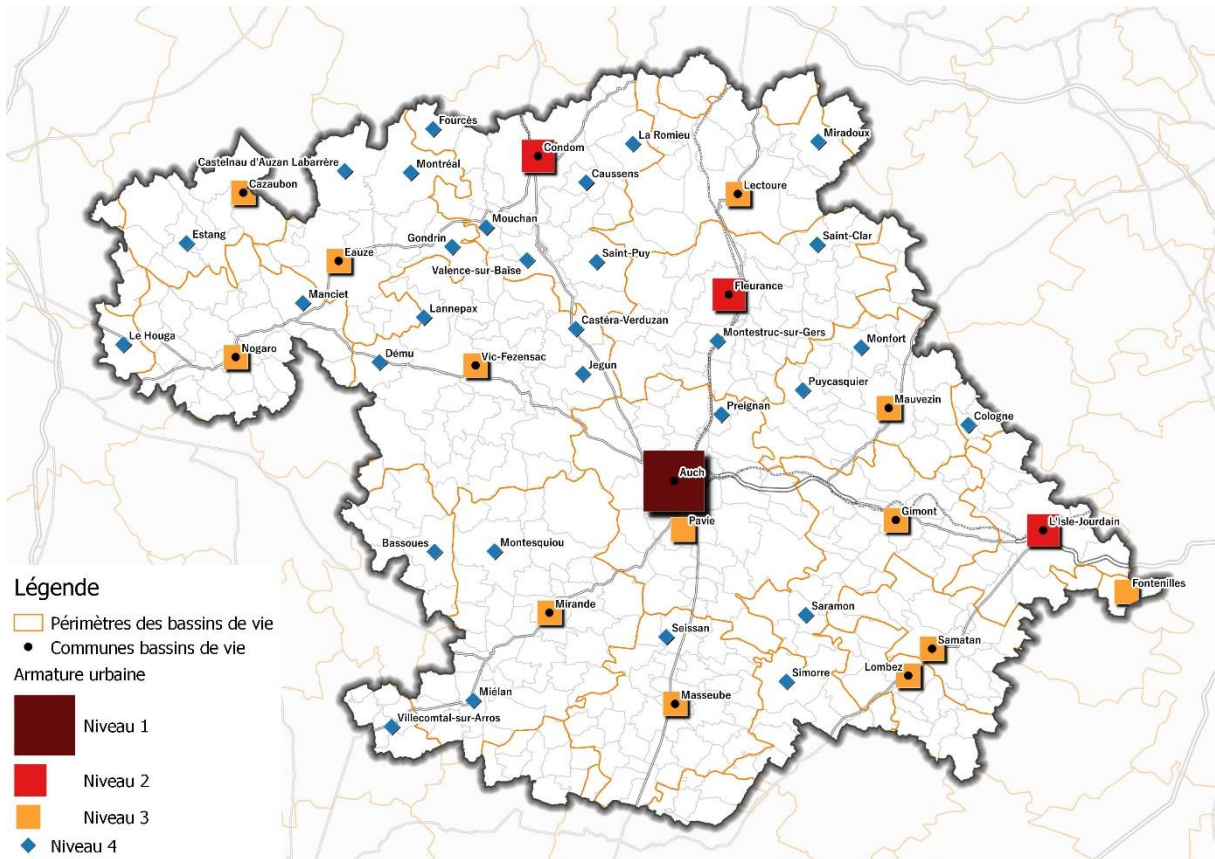 Fourcès
La Romieu
Miradoux
Condom
Castelnau d'Auzan Labarrère
Montréal
Cazaubon
Caussens
Lectoure
Mouchan
Estang
Gondrin
Saint-Clar
Eauze
Valence-sur-Baïse
Saint-Puy
Fleurance
Manciet
Lannepax
Castéra-Verduzan
Montestruc-sur-Gers
Le Houga
Monfort
Nogaro
Dému
Vic-Fezensac
Jegun
Puycasquier
Mauvezin
Preignan
Cologne
Auch
Gimont
L'Isle-Jourdain
Pavie
Bassoues
Montesquiou
Fontenilles
Mirande
Saramon
Seissan
Samatan
Lombez
Simorre
Miélan
Masseube
Villecomtal-sur-Arros
Légende
Périmètres des bassins de vie
Communes bassins de vie
Armature urbaine
Niveau 1
Niveau 2
Niveau 3
Niveau 4